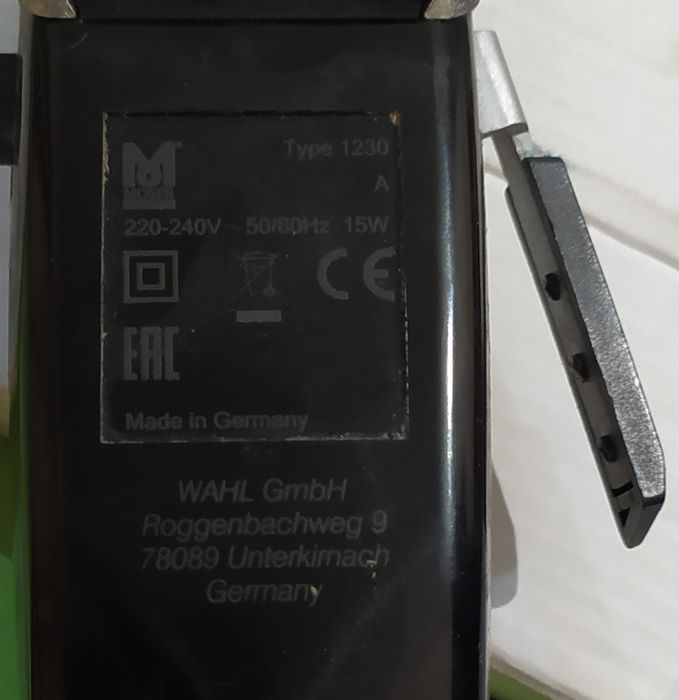 MOSER
Type 1230
A
220-240V ~ 50/60Hz 15W
CE
EAC
Made in Germany
WAHL GmbH
Roggenbachweg 9
78089 Unterkirnach
Germany